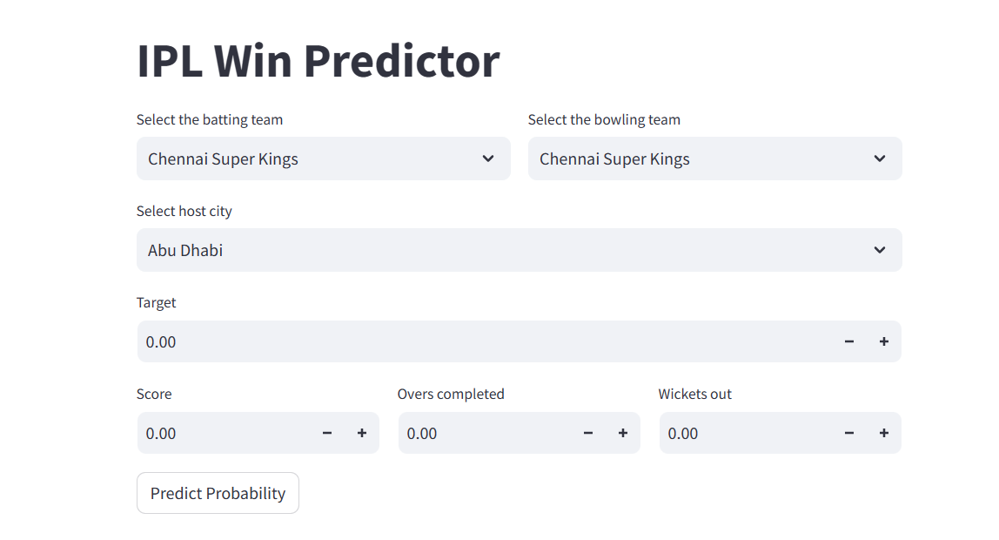 IPL Win Predictor
Select the batting team
Select the bowling team
Chennai Super Kings
Chennai Super Kings
Select host city
Abu Dhabi
Target
0.00
Score
Overs completed
Wickets out
0.00
0.00
0.00
Predict Probability